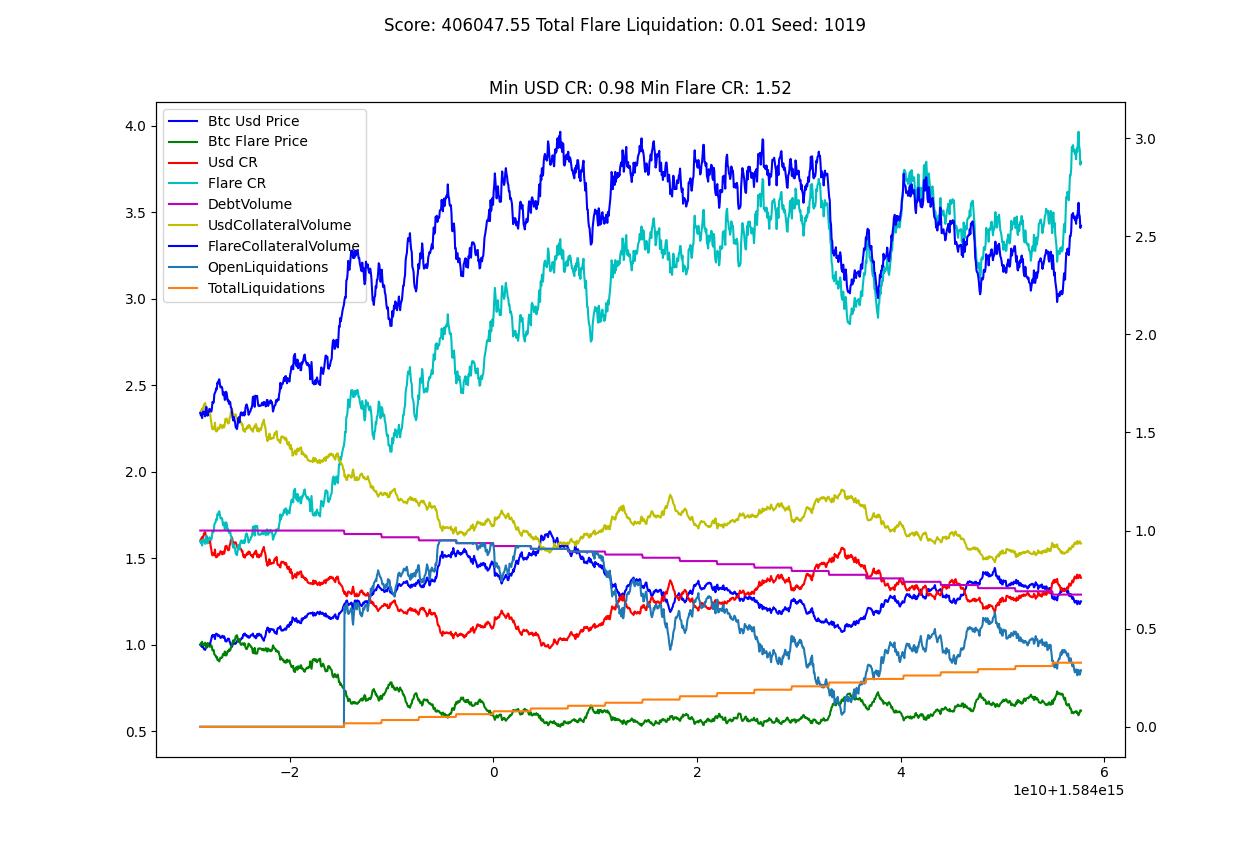 Score: 406047.55 Total Flare Liquidation: 0.01 Seed: 1019
Min USD CR: 0.98 Min Flare CR: 1.52
Btc Usd Price
Btc Flare Price
Usd CR
Flare CR
DebtVolume
UsdCollateralVolume
FlareCollateralVolume
OpenLiquidations
TotalLiquidations
4.0
3.5
3.0
2.5
2.0
1.5
1.0
0.5
3.0
2.5
2.0
1.5
1.0
0.5
0.0
−2 0 2 4 6
1e10+1.584e15